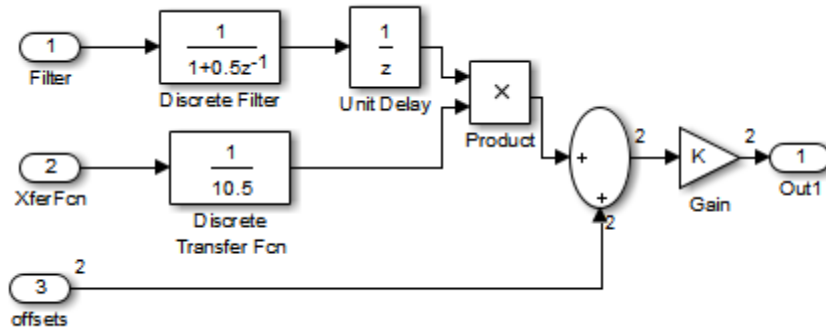 1
Filter
1
1+0.5z-1
Discrete Filter
1
z
Unit Delay
×
Product
2
XferFcn
1
10.5
Discrete
Transfer Fcn
+
+
2
2
K
Gain
2
1
Out1
3
offsets
2